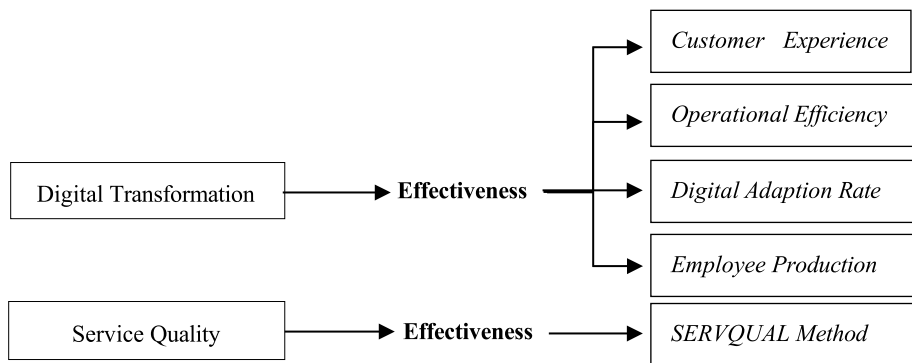 Customer Experience
Operational Efficiency
Digital Transformation
Effectiveness
Digital Adaption Rate
Employee Production
Service Quality
Effectiveness
SERVQUAL Method